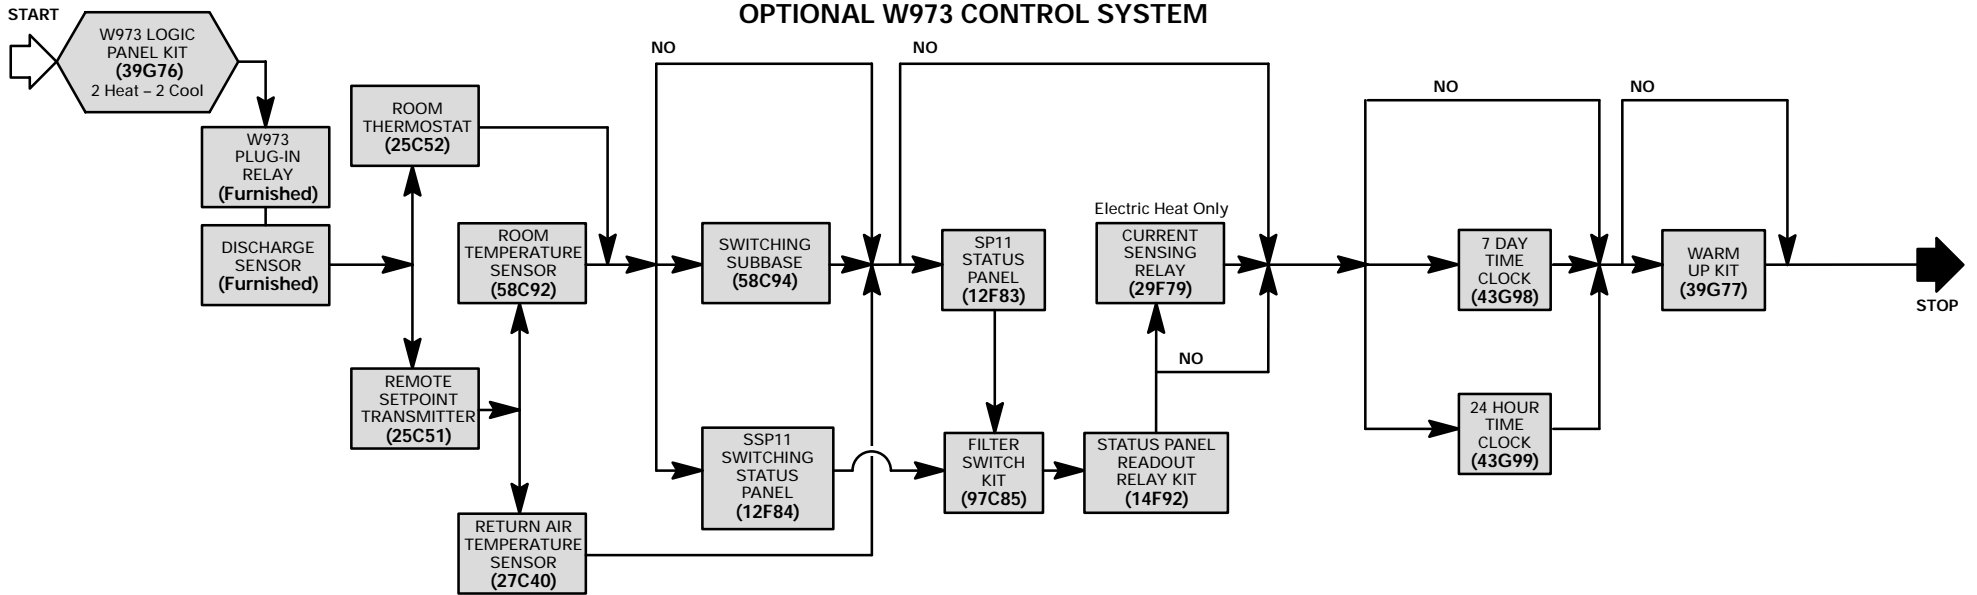 OPTIONAL W973 CONTROL SYSTEM
START
W973 LOGIC
PANEL KIT
(39G76)
2 Heat – 2 Cool
W973
PLUG-IN
RELAY
(Furnished)
DISCHARGE
SENSOR
(Furnished)
ROOM
THERMOSTAT
(25C52)
REMOTE
SETPOINT
TRANSMITTER
(25C51)
ROOM
TEMPERATURE
SENSOR
(58C92)
RETURN AIR
TEMPERATURE
SENSOR
(27C40)
NO
SWITCHING
SUBBASE
(58C94)
SSP11
SWITCHING
STATUS
PANEL
(12F84)
NO
SP11
STATUS
PANEL
(12F83)
FILTER
SWITCH
KIT
(97C85)
Electric Heat Only
CURRENT
SENSING
RELAY
(29F79)
NO
STATUS PANEL
READOUT
RELAY KIT
(14F92)
NO
7 DAY
TIME
CLOCK
(43G98)
24 HOUR
TIME
CLOCK
(43G99)
NO
WARM
UP KIT
(39G77)
STOP